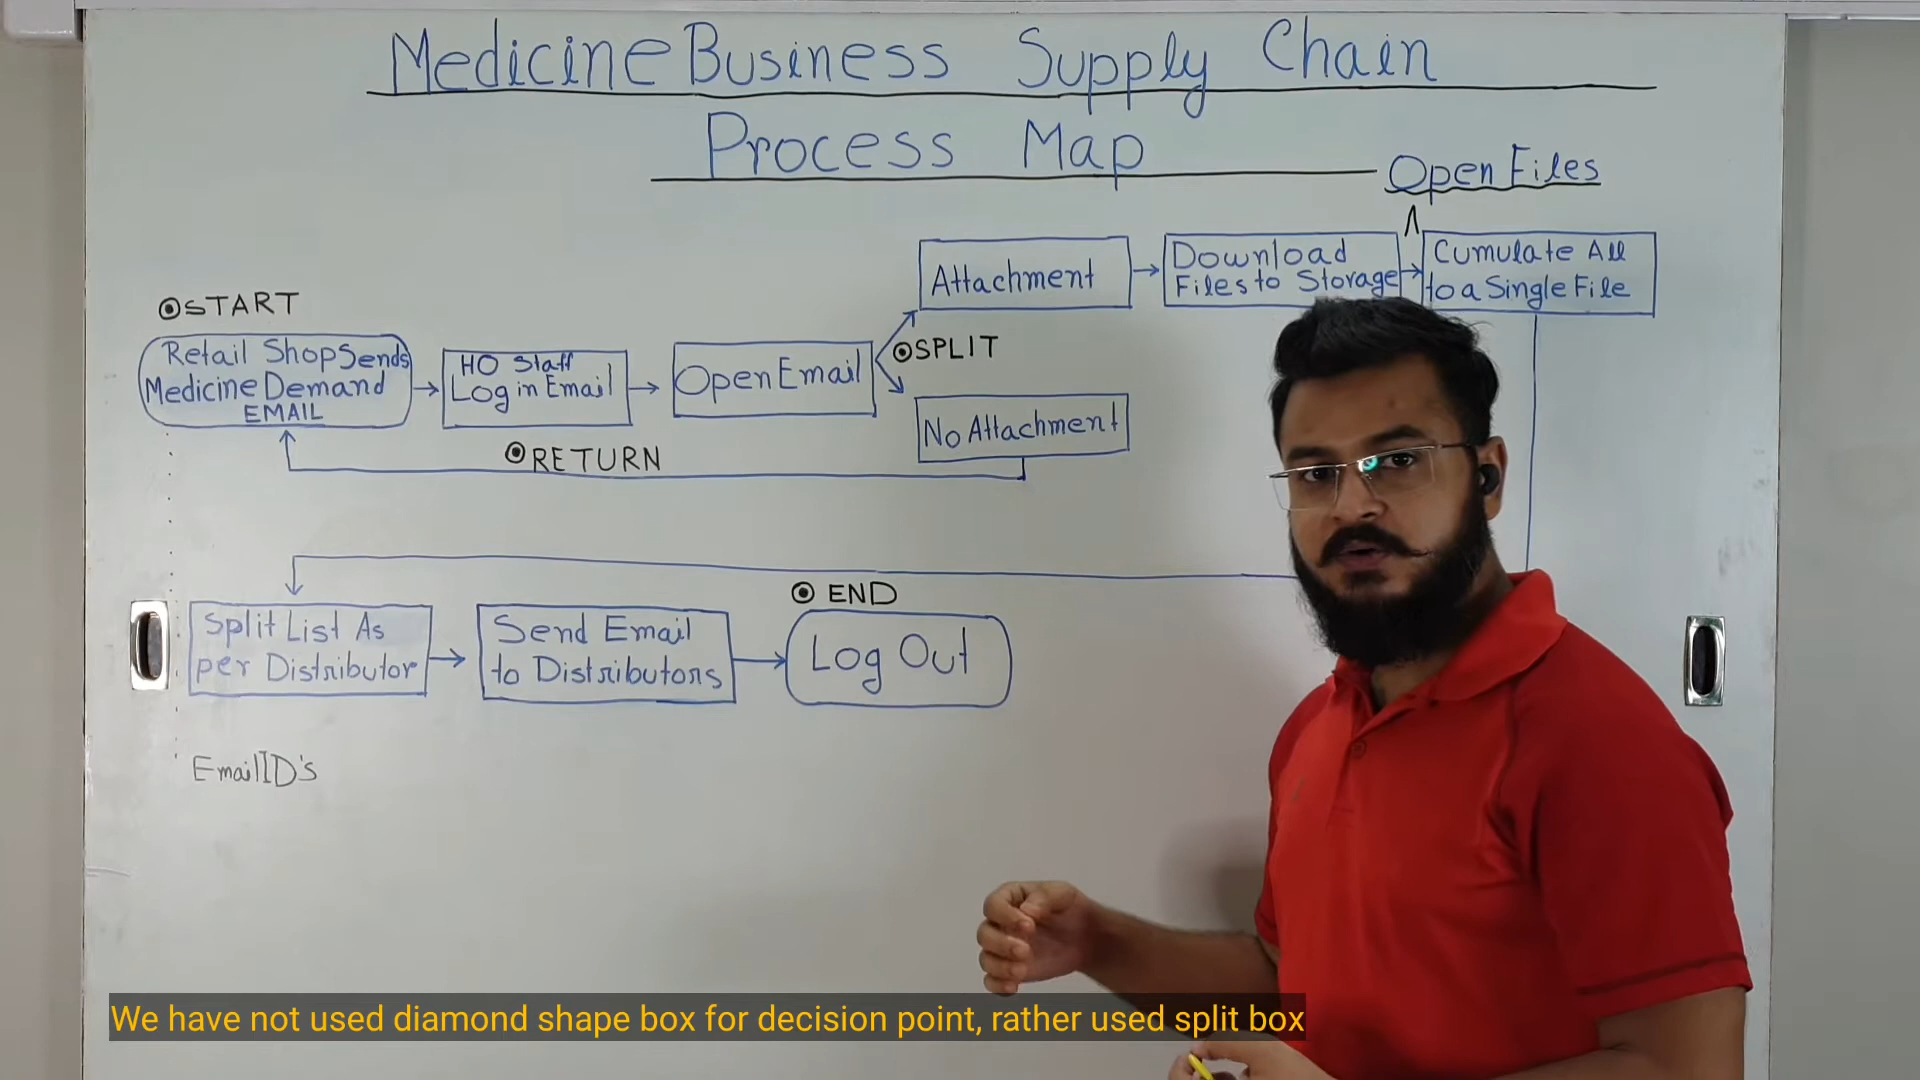 Medicine Business Supply Chain
Process Map
Open Files
START
Retail Shop Sends
Medicine Demand
EMAIL
HO Staff
Log in Email
Open Email
SPLIT
Attachment
Download
Files to Storage
Cumulate All
to a Single File
No Attachment
RETURN
Split List As
per Distributor
Send Email
to Distributors
END
Log Out
EmailID's
We have not used diamond shape box for decision point, rather used split box